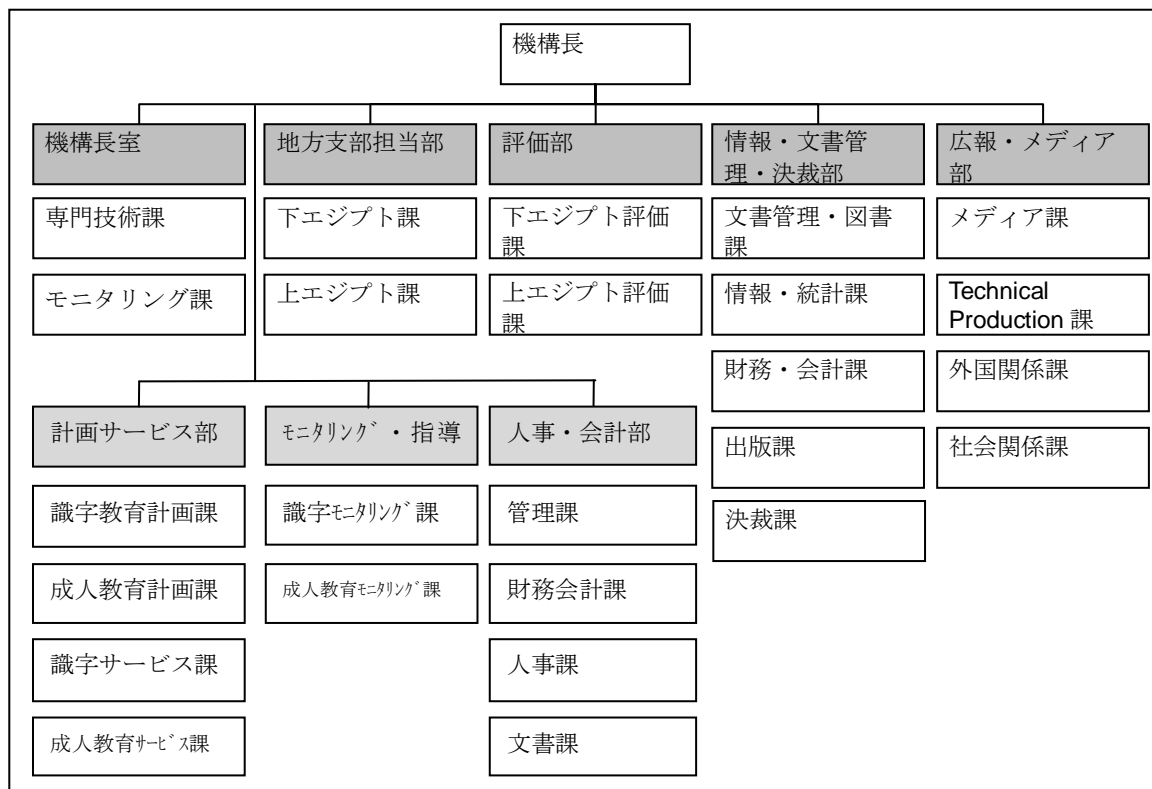 機構長
機構長室
地方支部担当部
評価部
情報・文書管
理・決裁部
広報・メディア
部
専門技術課
下エジプト課
下エジプト評価
課
文書管理・図書
課
メディア課
モニタリング課
上エジプト課
上エジプト評価
課
情報・統計課
Technical
Production 課
財務・会計課
外国関係課
計画サービス部
ﾓﾆﾀﾘﾝｸﾞ・指導
人事・会計部
出版課
社会関係課
識字教育計画課
識字ﾓﾆﾀﾘﾝｸﾞ課
管理課
決裁課
成人教育計画課
成人教育ﾓﾆﾀﾘﾝｸﾞ課
財務会計課
識字サービス課
人事課
成人教育ｻｰﾋﾞｽ課
文書課